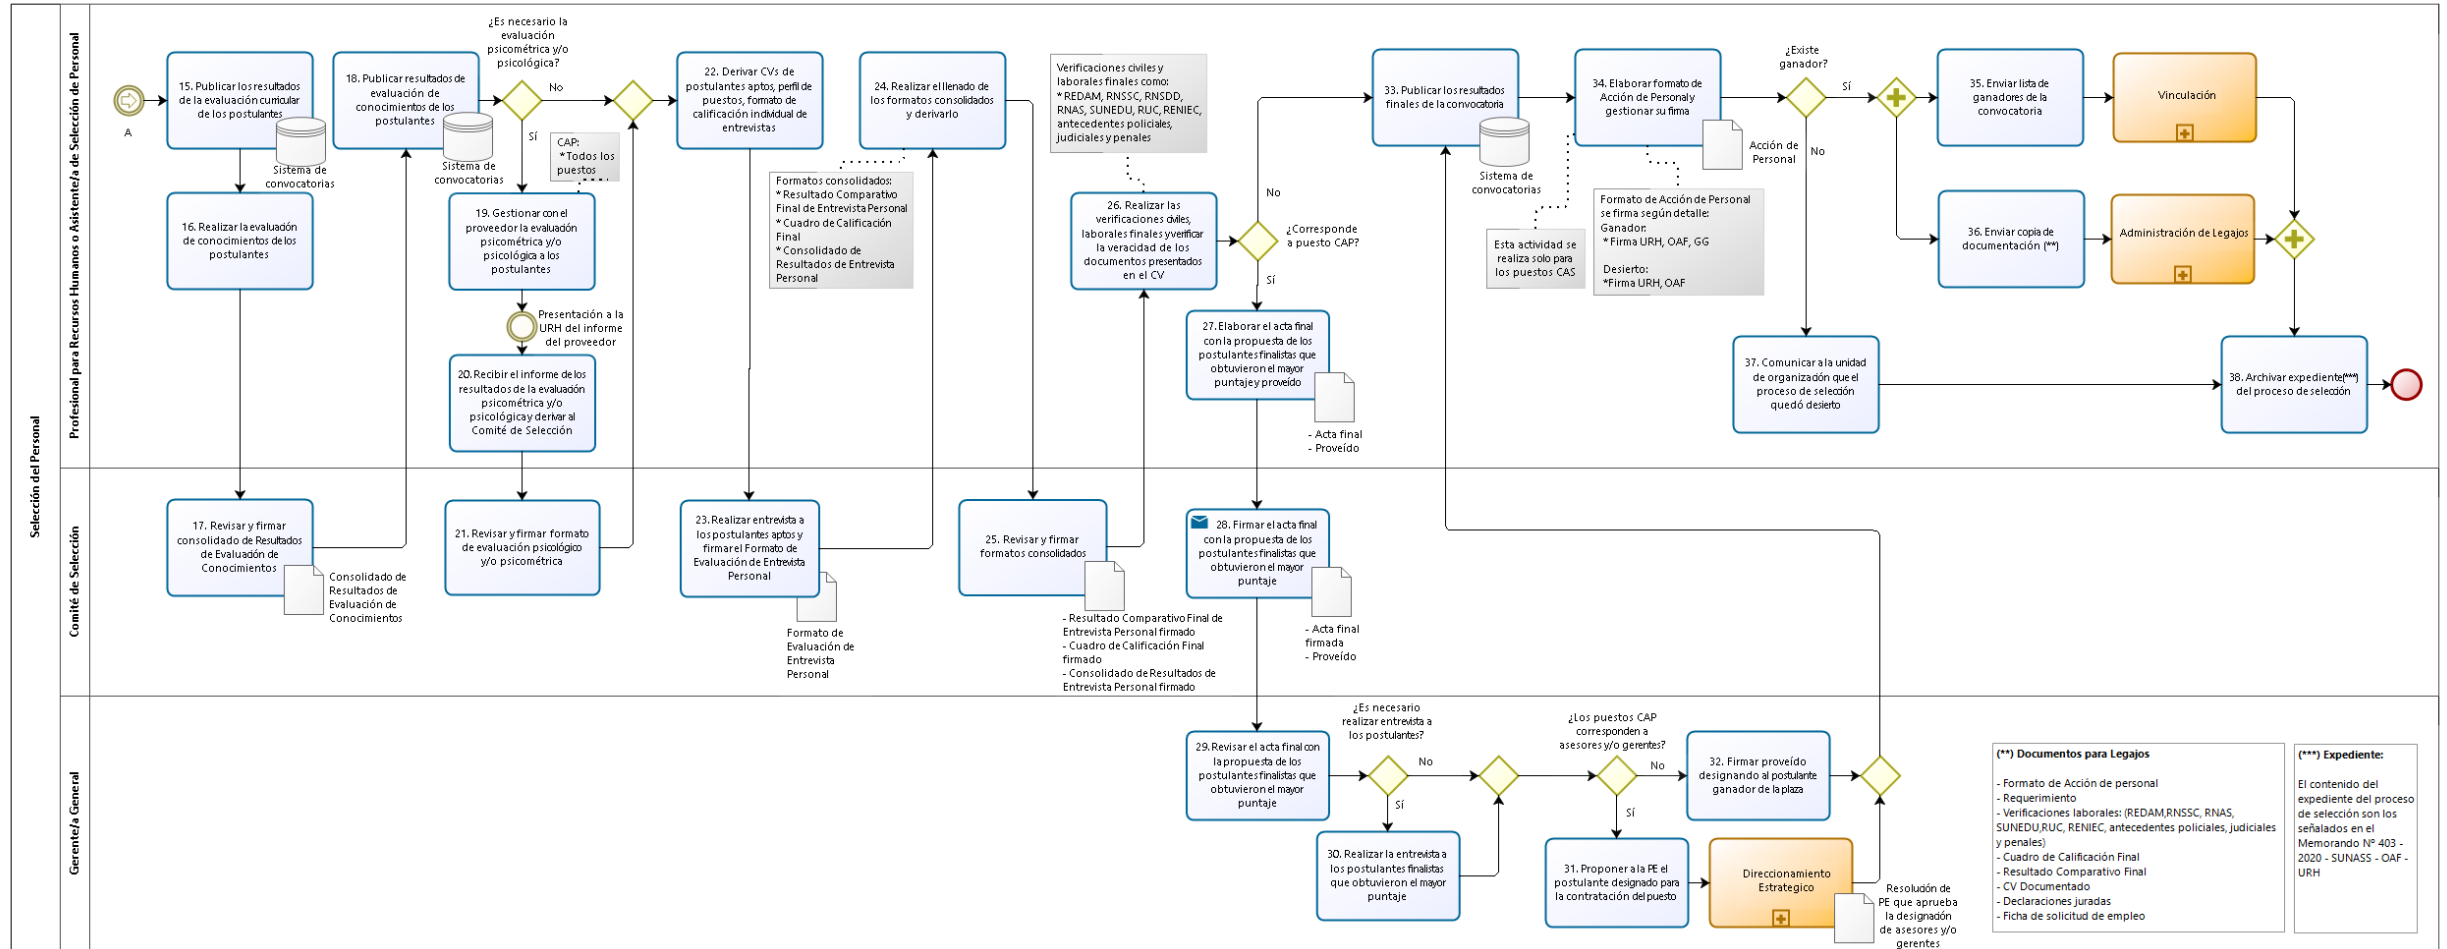 Selección del Personal
Profesional para Recursos Humanos o Asistente/a de Selección de Personal
A
15. Publicar los resultados
de la evaluación curricular
de los postulantes
Sistema de
convocatorias
16. Realizar la evaluación
de conocimientos de los
postulantes
18. Publicar resultados de
evaluación de
conocimientos de los
postulantes
Sistema de
convocatorias
¿Es necesario la
evaluación
psicométrica y/o
psicológica?
No
Sí
CAP:
* Todos los
puestos
19. Gestionar con el
proveedor la evaluación
psicométrica y/o
psicológica a los
postulantes
Presentación a la
URH del informe
del proveedor
20. Recibir el informe de los
resultados de la evaluación
psicométrica y/o
psicológica y derivar al
Comité de Selección
22. Derivar CVs de
postulantes aptos, perfil de
puestos, formato de
calificación individual de
entrevistas
24. Realizar el llenado de
los formatos consolidados
y derivarlo
Formatos consolidados:
* Resultado Comparativo
Final de Entrevista Personal
* Cuadro de Calificación
Final
* Consolidado de
Resultados de Entrevista
Personal
Verificaciones civiles y
laborales finales como:
* REDAM, RNSSC, RNSDD,
RNAS, SUNEDU, RUC, RENIEC,
antecedentes policiales,
judiciales y penales
26. Realizar las
verificaciones civiles,
laborales finales y verificar
la veracidad de los
documentos presentados
en el CV
No
¿Corresponde
a puesto CAP?
Sí
27. Elaborar el acta final
con la propuesta de los
postulantes finalistas que
obtuvieron el mayor
puntaje y proveído
- Acta final
- Proveído
33. Publicar los resultados
finales de la convocatoria
Sistema de
convocatorias
34. Elaborar formato de
Acción de Personal y
gestionar su firma
Acción de
Personal
Esta actividad se
realiza solo para
los puestos CAS
Formato de Acción de Personal
se firma según detalle:
Ganador:
* Firma URH, OAF, GG
Desierto:
*Firma URH, OAF
¿Existe
ganador?
Sí
No
35. Enviar lista de
ganadores de la
convocatoria
Vinculación
36. Enviar copia de
documentación (**)
Administración de Legajos
37. Comunicar a la unidad
de organización que el
proceso de selección
quedó desierto
38. Archivar expediente(***)
del proceso de selección
Comité de Selección
17. Revisar y firmar
consolidado de Resultados
de Evaluación de
Conocimientos
Consolidado de
Resultados de
Evaluación de
Conocimientos
21. Revisar y firmar formato
de evaluación psicológico
y/o psicométrica
23. Realizar entrevista a
los postulantes aptos y
firmar el Formato de
Evaluación de Entrevista
Personal
Formato de
Evaluación de
Entrevista
Personal
25. Revisar y firmar
formatos consolidados
- Resultado Comparativo Final de
Entrevista Personal firmado
- Cuadro de Calificación Final
firmado
- Consolidado de Resultados de
Entrevista Personal firmado
28. Firmar el acta final
con la propuesta de los
postulantes finalistas que
obtuvieron el mayor
puntaje
- Acta final
firmada
- Proveído
Gerente/a General
29. Revisar el acta final con
la propuesta de los
postulantes finalistas que
obtuvieron el mayor
puntaje
¿Es necesario
realizar entrevista a
los postulantes?
No
Sí
30. Realizar la entrevista a
los postulantes finalistas
que obtuvieron el mayor
puntaje
¿Los puestos CAP
corresponden a
asesores y/o gerentes?
No
Sí
32. Firmar proveído
designando al postulante
ganador de la plaza
31. Proponer a la PE el
postulante designado para
la contratación del puesto
Direccionamiento
Estrategico
Resolución de
PE que aprueba
la designación
de asesores y/o
gerentes
(**) Documentos para Legajos
- Formato de Acción de personal
- Requerimiento
- Verificaciones laborales: (REDAM,RNSSC, RNAS,
SUNEDU,RUC, RENIEC, antecedentes policiales, judiciales
y penales)
- Cuadro de Calificación Final
- Resultado Comparativo Final
- CV Documentado
- Declaraciones juradas
- Ficha de solicitud de empleo
(***) Expediente:
El contenido del
expediente del proceso
de selección son los
señalados en el
Memorando Nº 403 -
2020 - SUNASS - OAF -
URH